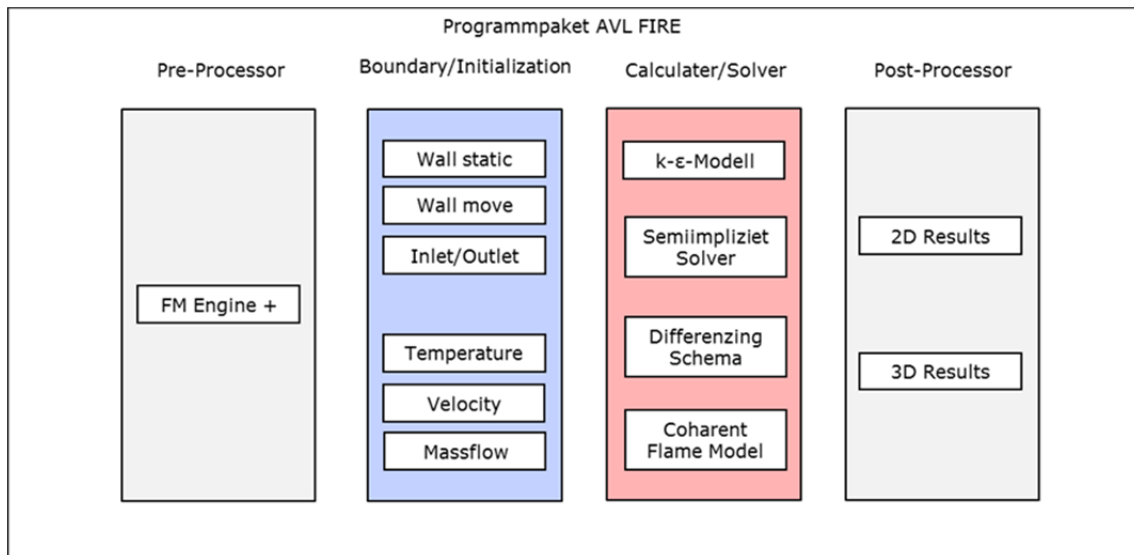 Programmpaket AVL FIRE
Pre-Processor
Boundary/Initialization
Calculater/Solver
Post-Processor
FM Engine +
Wall static
Wall move
Inlet/Outlet
Temperature
Velocity
Massflow
k-ε-Modell
Semiimpliziet
Solver
Differenzing
Schema
Coharent
Flame Model
2D Results
3D Results